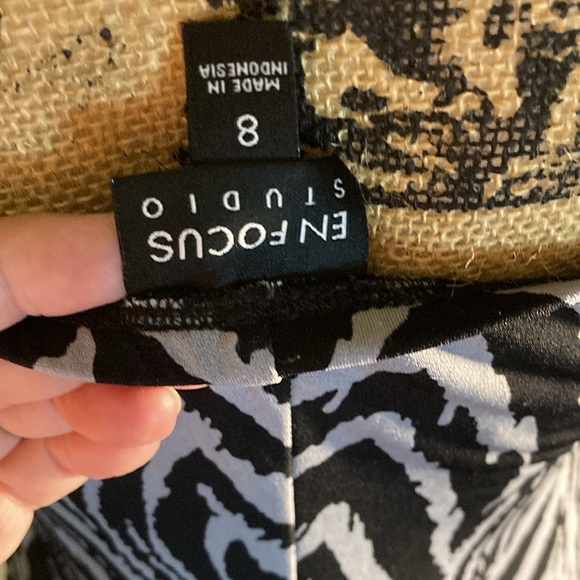 EN FOCUS
STUDIO
8
MADE IN
INDONESIA